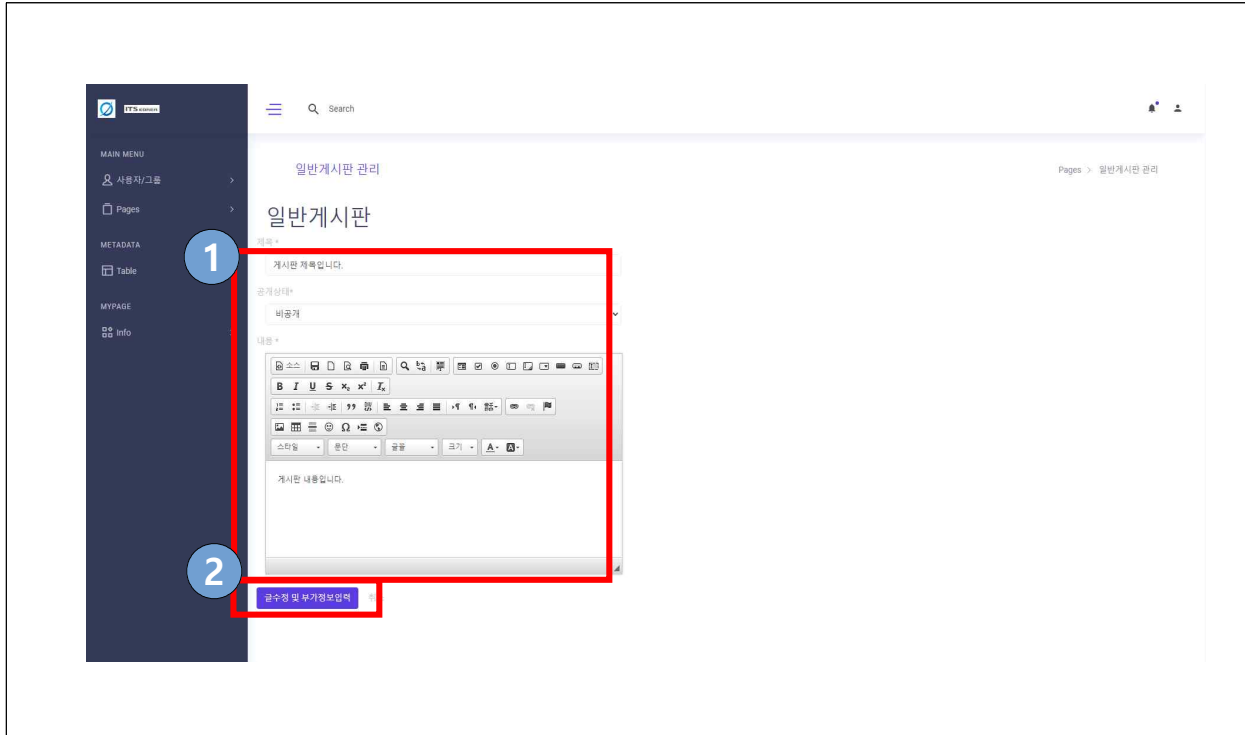 ITS
Search
MAIN MENU
사용자/그룹
Pages
METADATA
Table
MYPAGE
Info
일반게시판 관리
Pages > 일반게시판 관리
일반게시판
1
제목 *
게시판 제목입니다.
공개상태*
비공개
내용 *
소스
B I U S x₂ x² Iₓ
스타일 문단 글꼴 크기 A A
게시판 내용입니다.
2
글수정 및 부가정보입력